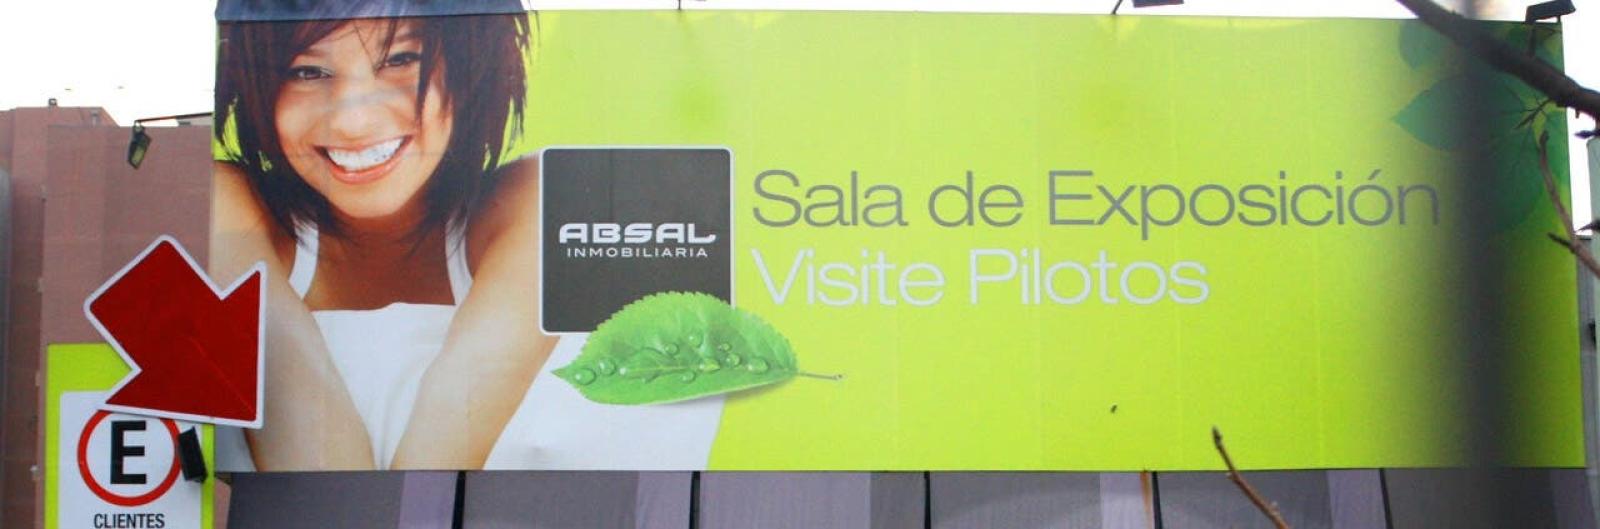 ABSAL
INMOBILIARIA
Sala de Exposición
Visite Pilotos
E
CLIENTES